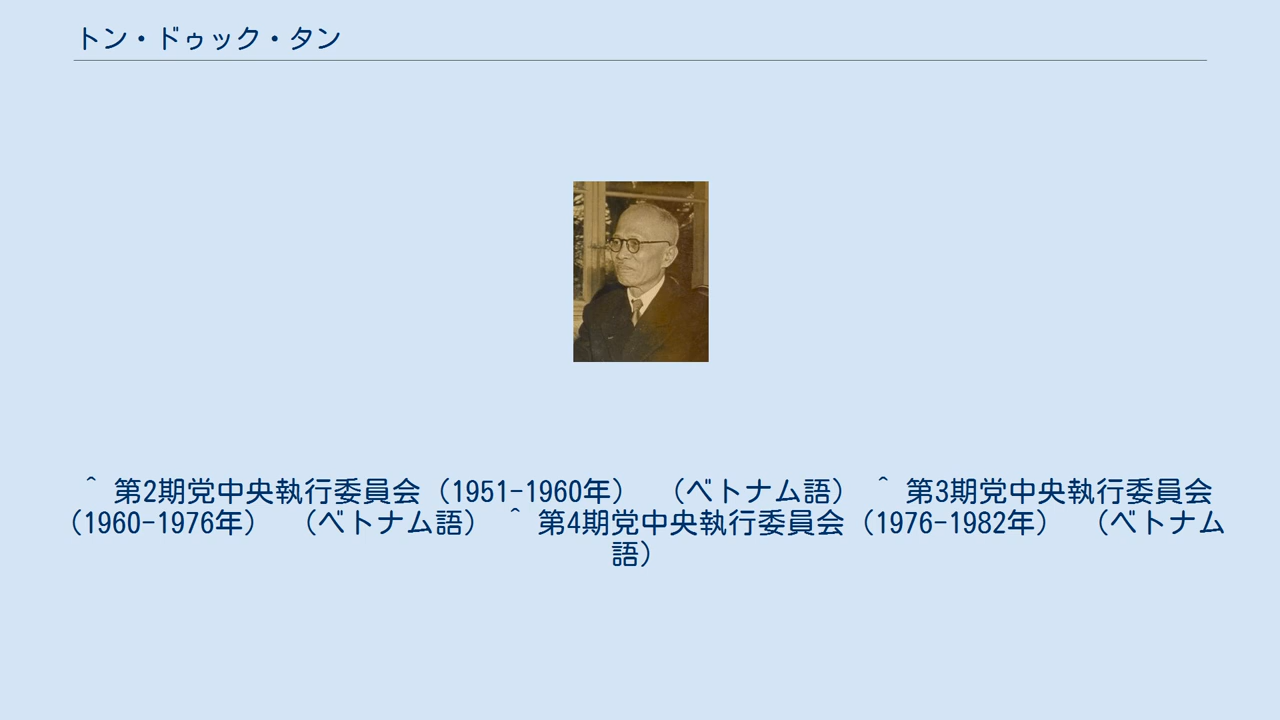 トン・ドゥック・タン
^ 第2期党中央執行委員会（1951-1960年）　（ベトナム語） ^ 第3期党中央執行委員会
（1960-1976年）　（ベトナム語） ^ 第4期党中央執行委員会（1976-1982年）　（ベトナム
語）